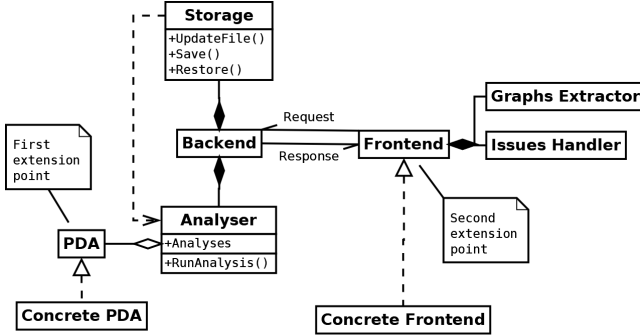 Storage
+UpdateFile()
+Save()
+Restore()
Graphs Extractor
Request
First
extension
point
Backend
Frontend
Issues Handler
Response
Second
extension
point
Analyser
+Analyses
+RunAnalysis()
PDA
Concrete PDA
Concrete Frontend